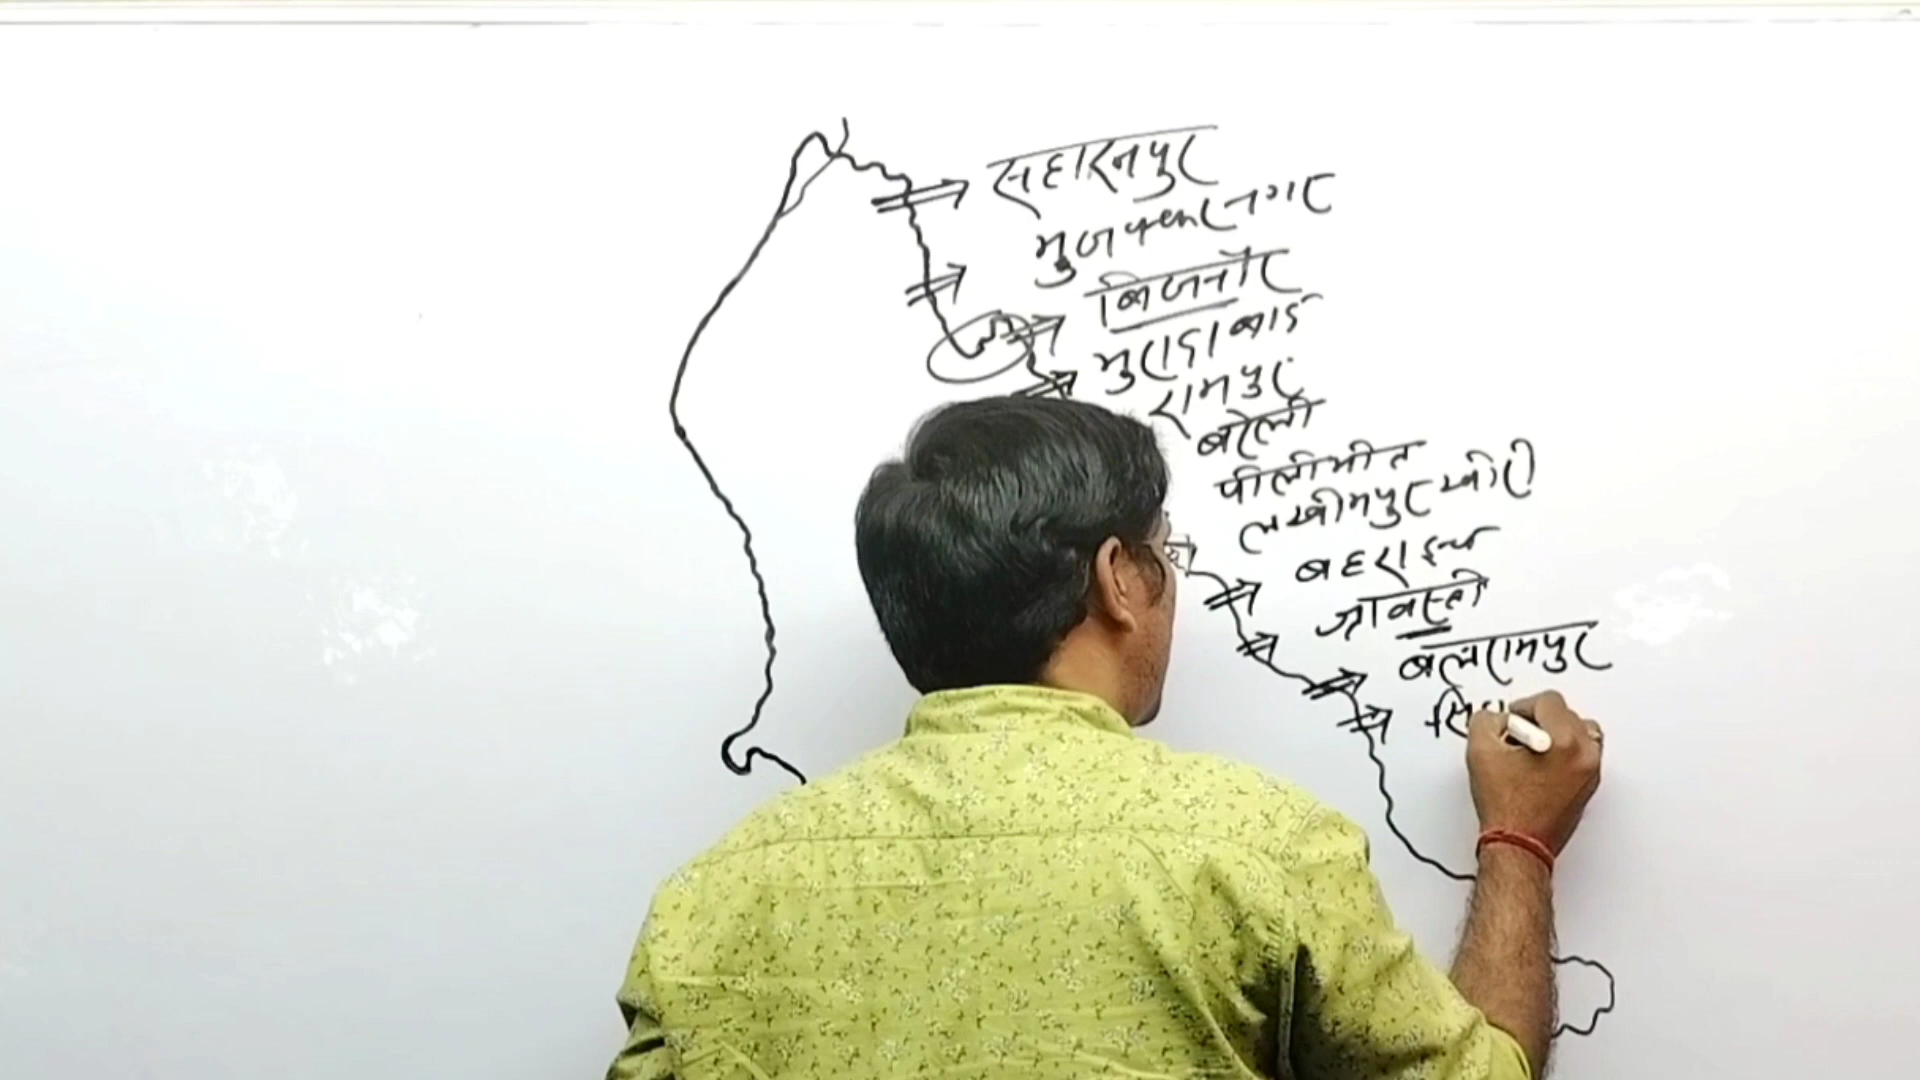 सहारनपुर
मुजफ्फरनगर
बिजनौर
मुरादाबाद
रामपुर
बरेली
पीलीभीत
लखीमपुर खीरी
बहराइच
श्रावस्ती
बलरामपुर